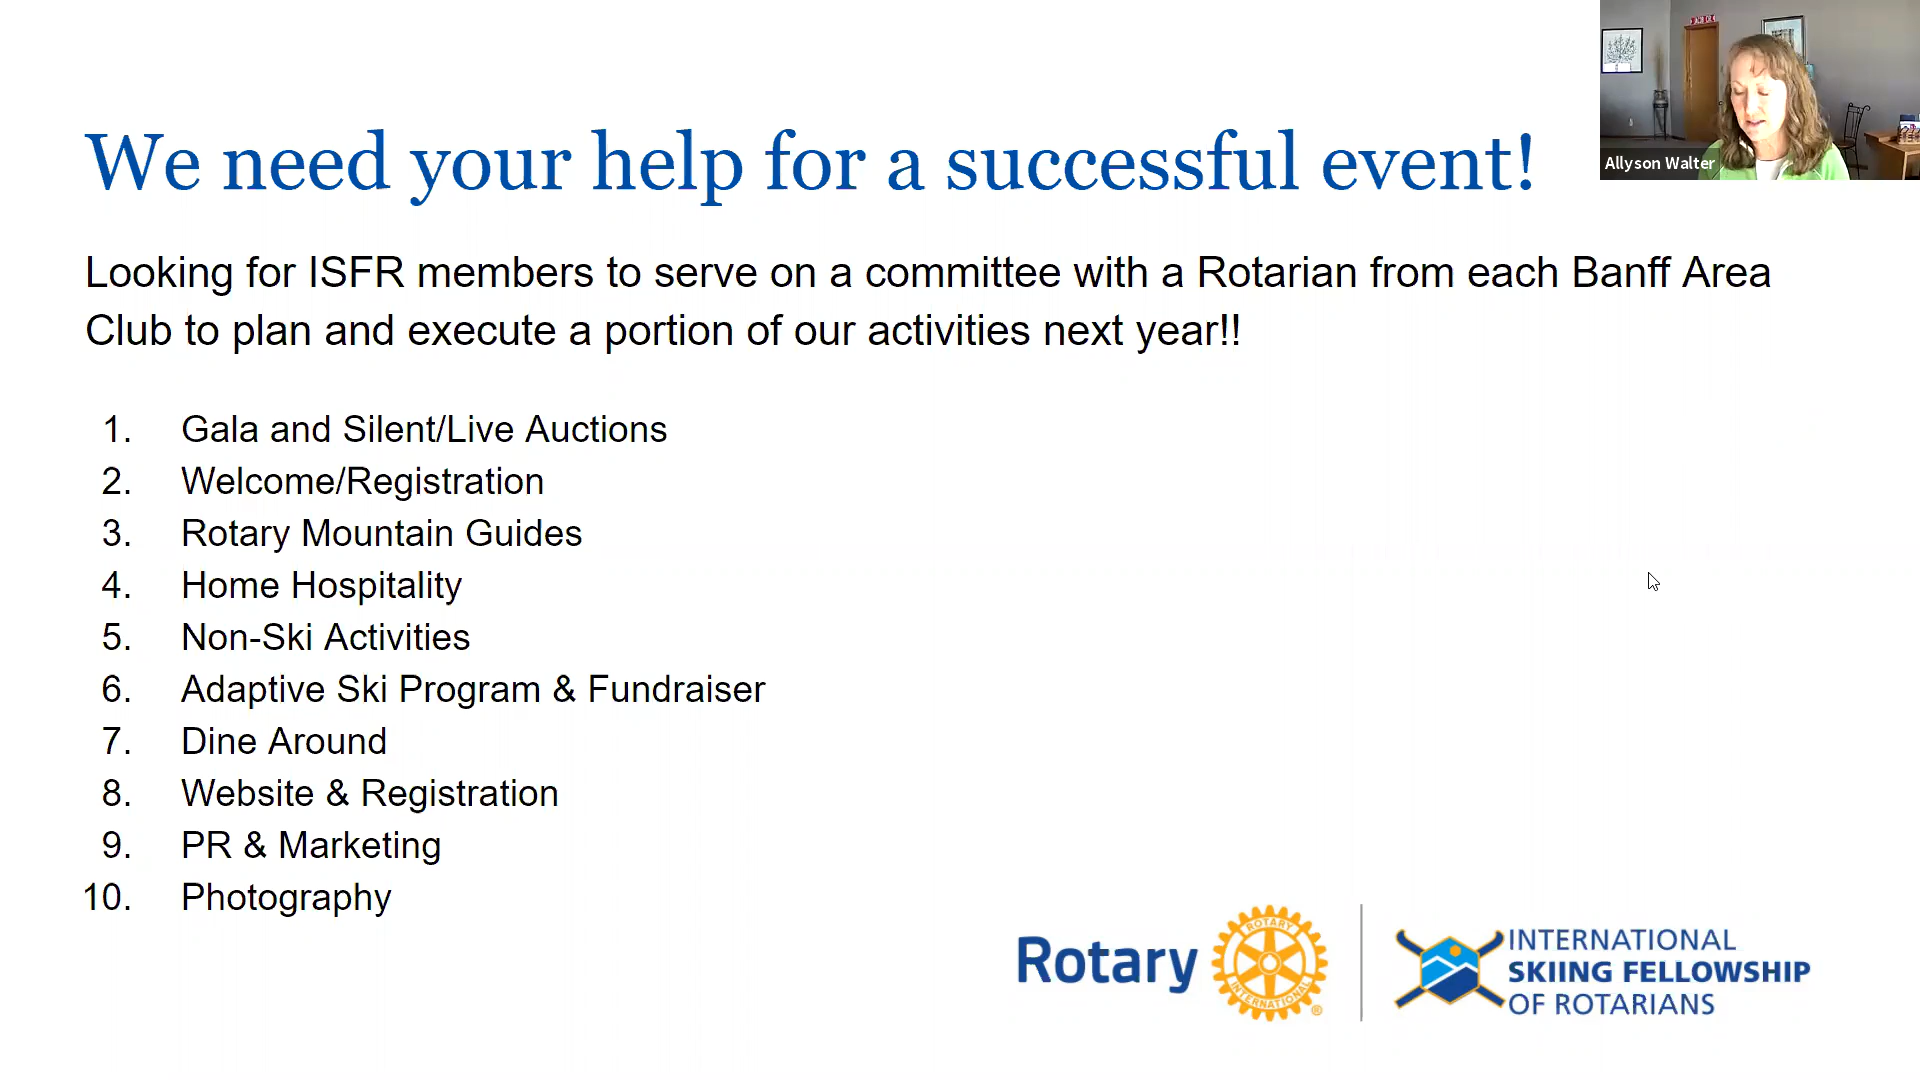 We need your help for a successful event!
Allyson Walter
Looking for ISFR members to serve on a committee with a Rotarian from each Banff Area
Club to plan and execute a portion of our activities next year!!
1. Gala and Silent/Live Auctions
2. Welcome/Registration
3. Rotary Mountain Guides
4. Home Hospitality
5. Non-Ski Activities
6. Adaptive Ski Program & Fundraiser
7. Dine Around
8. Website & Registration
9. PR & Marketing
10. Photography
Rotary
ROTARY
INTERNATIONAL
®
INTERNATIONAL
SKIING FELLOWSHIP
OF ROTARIANS